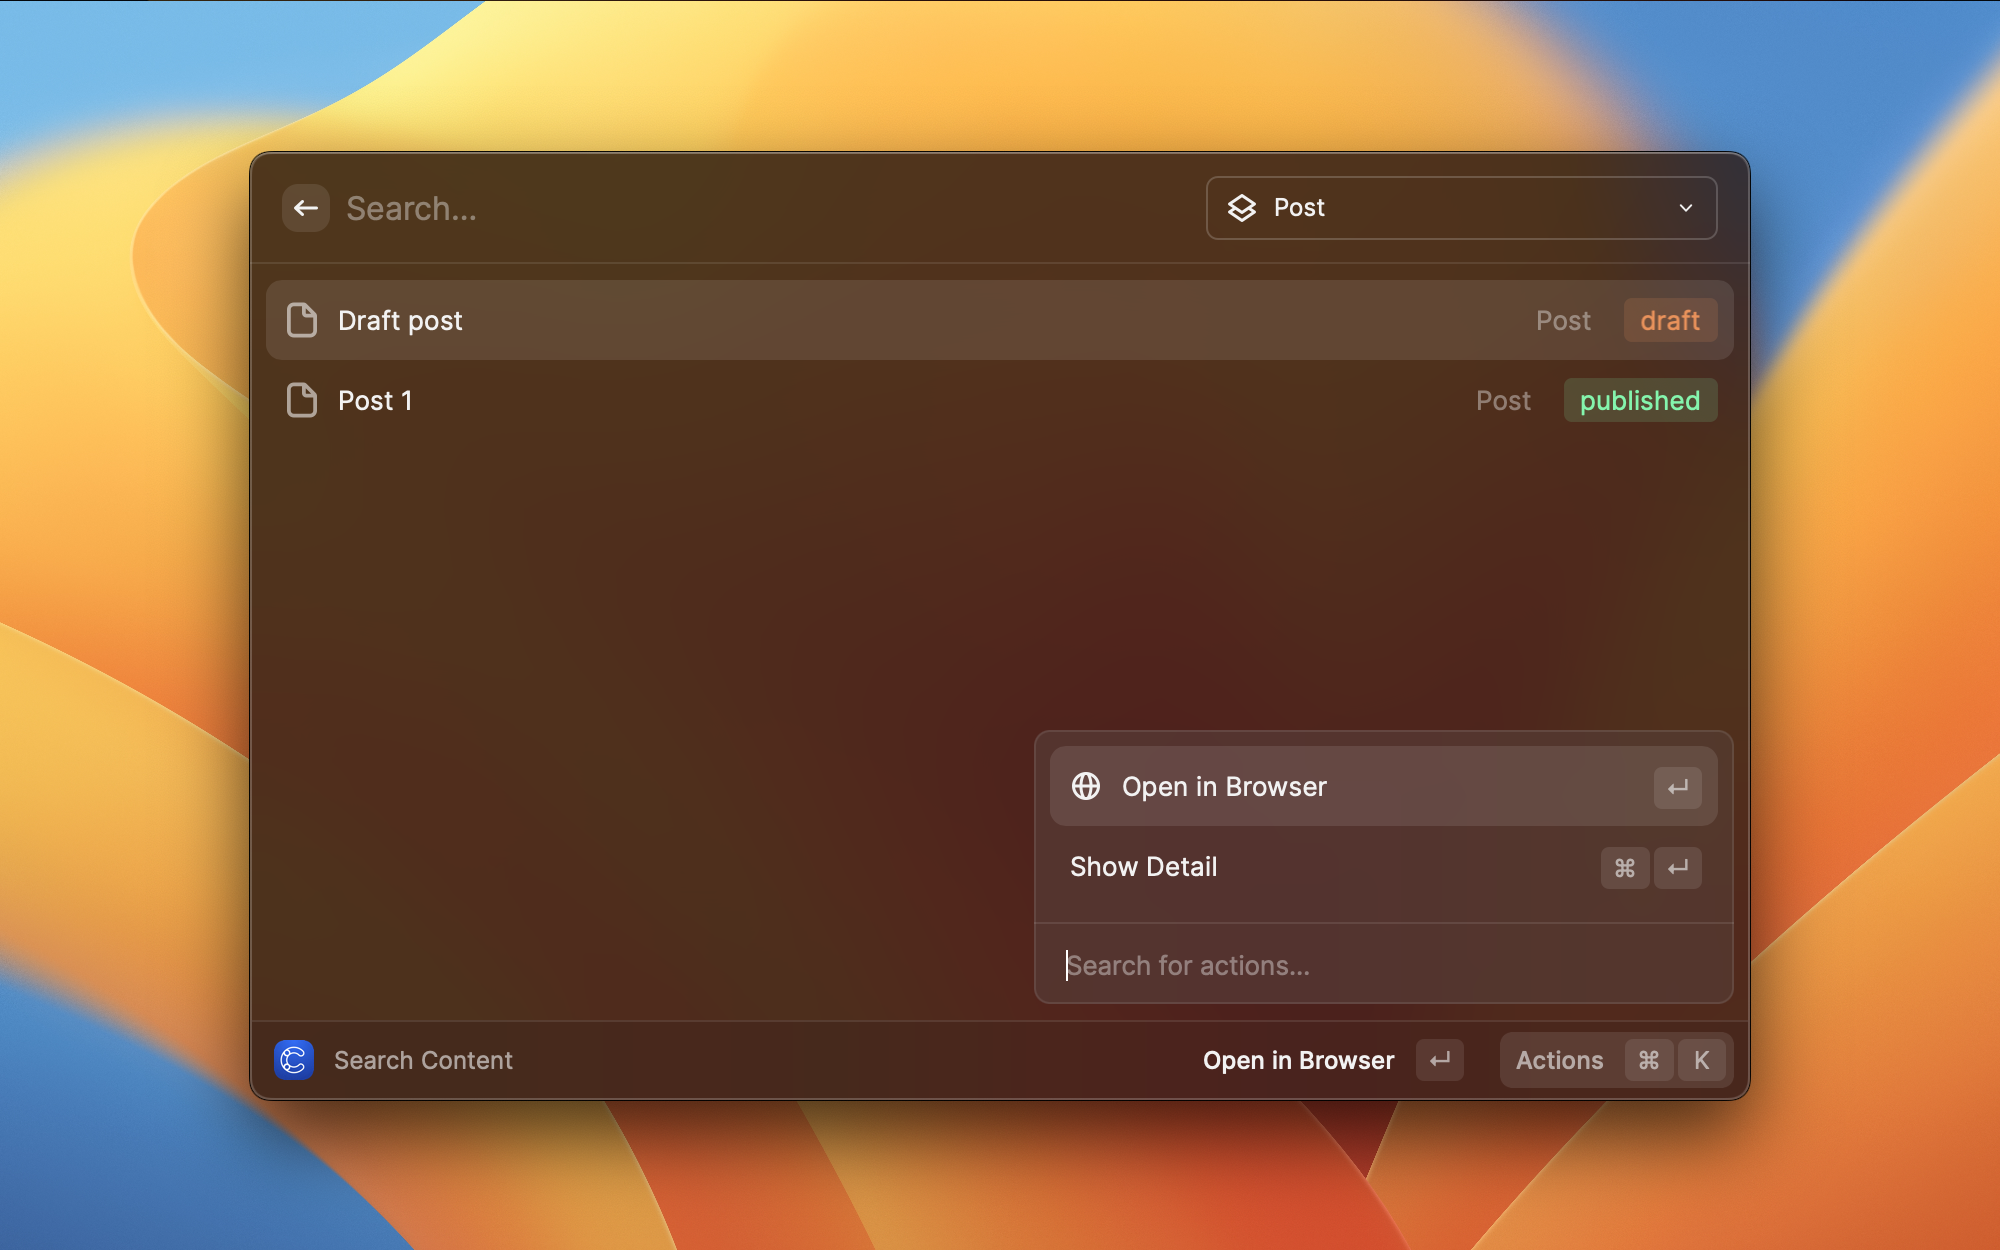 Search...
Post
Draft post
Post
draft
Post 1
Post
published
Open in Browser
Show Detail
⌘
Search for actions...
Search Content
Open in Browser
Actions ⌘ K